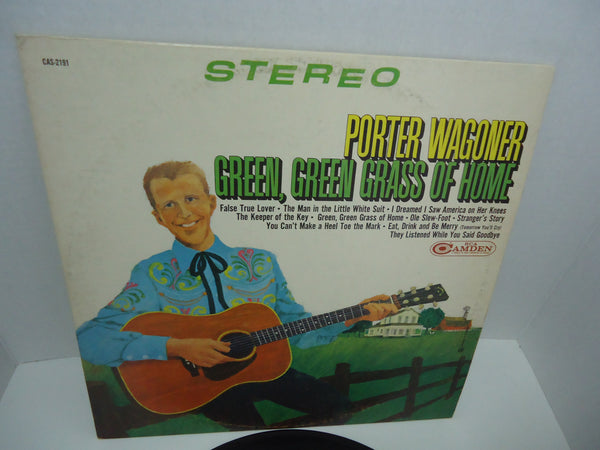 CAS-2191
STEREO
PORTER WAGONER
GREEN, GREEN GRASS OF HOME
False True Lover • The Man in the Little White Suit • I Dreamed I Saw America on Her Knees
The Keeper of the Key • Green, Green Grass of Home • Ole Slew-Foot • Stranger's Story
You Can't Make a Heel Toe the Mark • Eat, Drink and Be Merry (Tomorrow You'll Cry)
They Listened While You Said Goodbye
RCA
CAMDEN